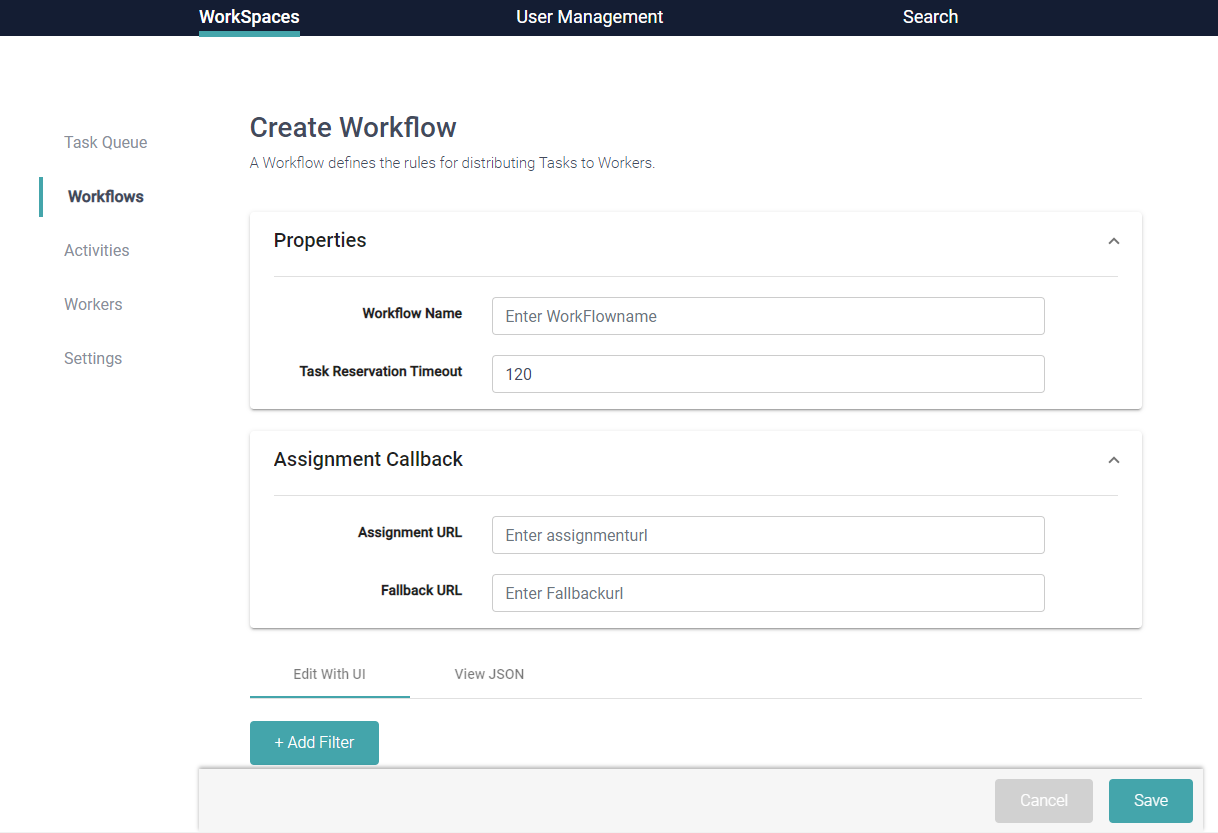 WorkSpaces User Management Search
Task Queue
Workflows
Activities
Workers
Settings
Create Workflow
A Workflow defines the rules for distributing Tasks to Workers.
Properties
Workflow Name Enter WorkFlowname
Task Reservation Timeout 120
Assignment Callback
Assignment URL Enter assignmenturl
Fallback URL Enter Fallbackurl
Edit With UI View JSON
+ Add Filter
Cancel Save